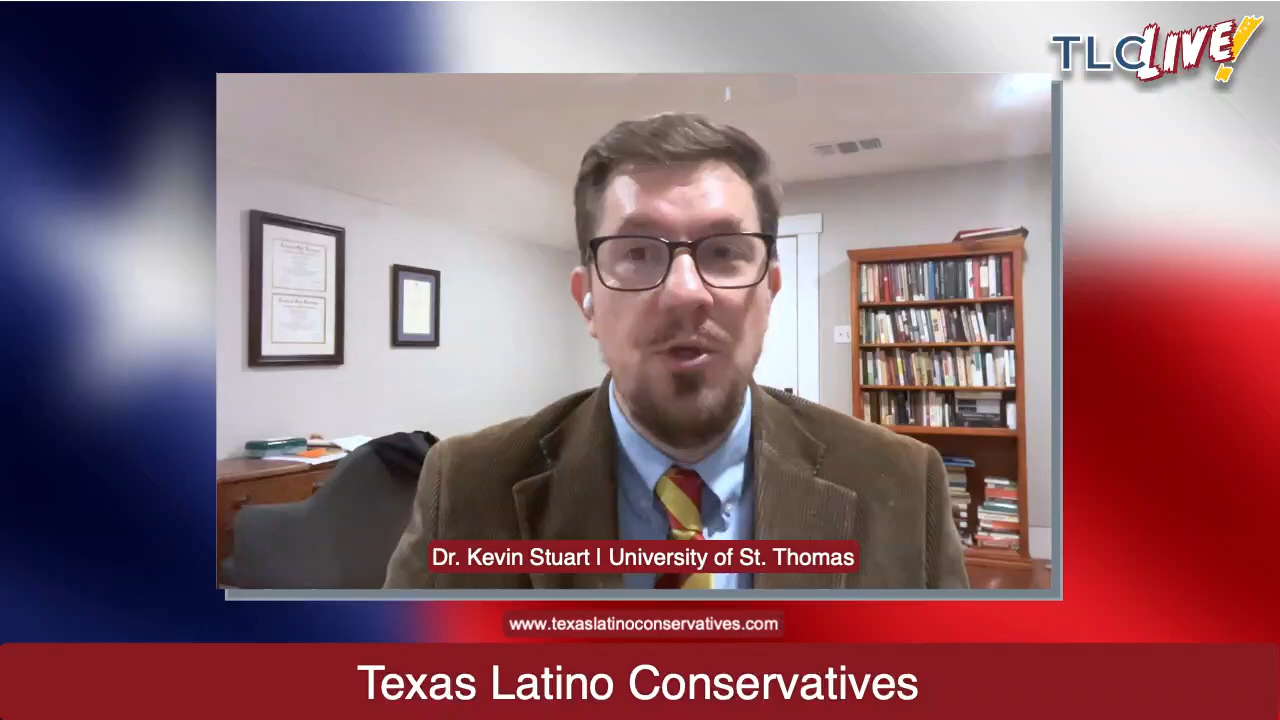 TLC LIVE!
Dr. Kevin Stuart | University of St. Thomas
www.texaslatinoconservatives.com
Texas Latino Conservatives